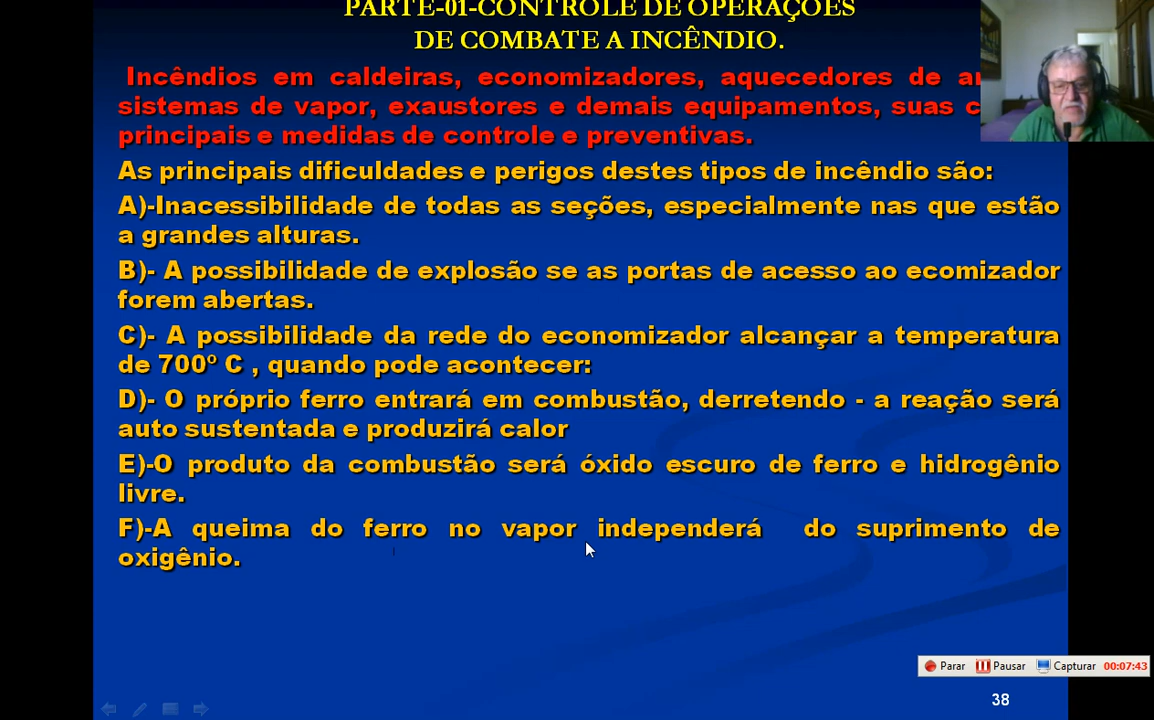 PARTE-01-CONTROLE DE OPERAÇÕES
DE COMBATE A INCÊNDIO.
Incêndios em caldeiras, economizadores, aquecedores de
sistemas de vapor, exaustores e demais equipamentos, suas
principais e medidas de controle e preventivas.
As principais dificuldades e perigos destes tipos de incêndio são:
A)-Inacessibilidade de todas as seções, especialmente nas que estão
a grandes alturas.
B)- A possibilidade de explosão se as portas de acesso ao ecomizador
forem abertas.
C)- A possibilidade da rede do economizador alcançar a temperatura
de 700º C , quando pode acontecer:
D)- O próprio ferro entrará em combustão, derretendo - a reação será
auto sustentada e produzirá calor
E)-O produto da combustão será óxido escuro de ferro e hidrogênio
livre.
F)-A queima do ferro no vapor independerá do suprimento de
oxigênio.
Parar Pausar Capturar 00:07:43
38